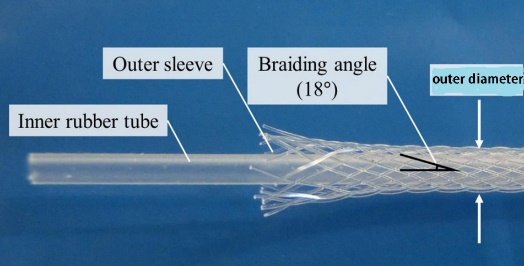 Outer sleeve
Braiding angle
(18°)
outer diameter
Inner rubber tube